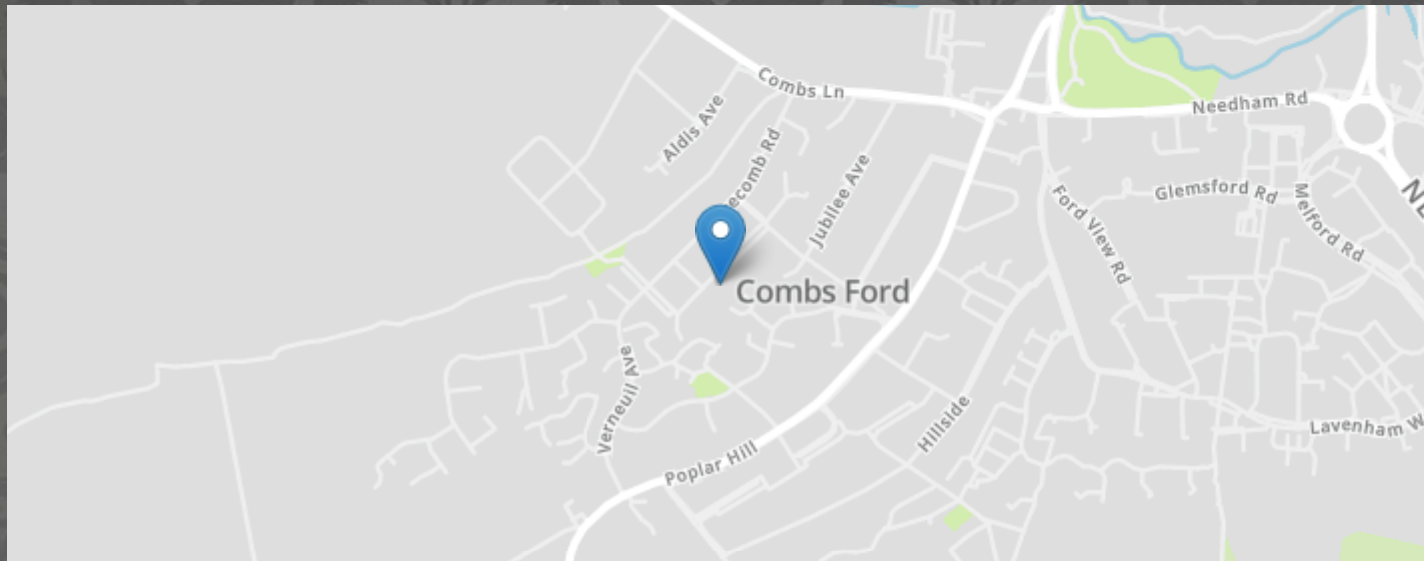 Combs Ln
Needham Rd
Aldis Ave
Jubilee Ave
Glemsford Rd
Melford Rd
Ford View Rd
Combs Ford
Verneuil Ave
Hillside
Lavenham
Poplar Hill